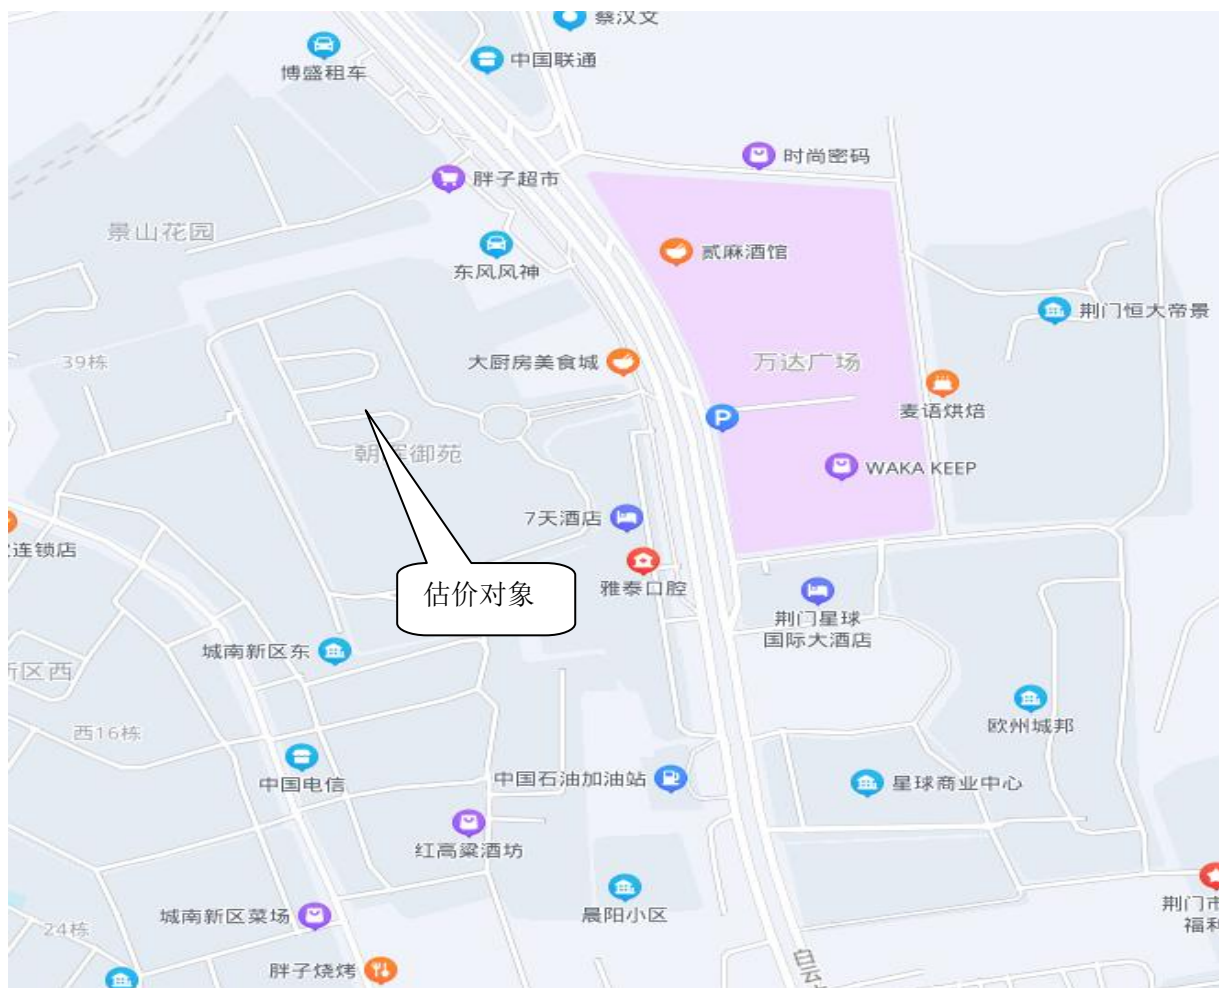 蔡汉文
中国联通
博盛租车
时尚密码
胖子超市
景山花园
贰麻酒馆
东风风神
荆门恒大帝景
39栋
大厨房美食城
万达广场
麦语烘焙
P
朝晖御苑
WAKA KEEP
7天酒店
连锁店
雅泰口腔
估价对象
荆门星球
国际大酒店
城南新区东
新区西
欧州城邦
西16栋
中国电信
中国石油加油站
星球商业中心
红高粱酒坊
晨阳小区
城南新区菜场
荆门市
福利
24栋
白云
胖子烧烤